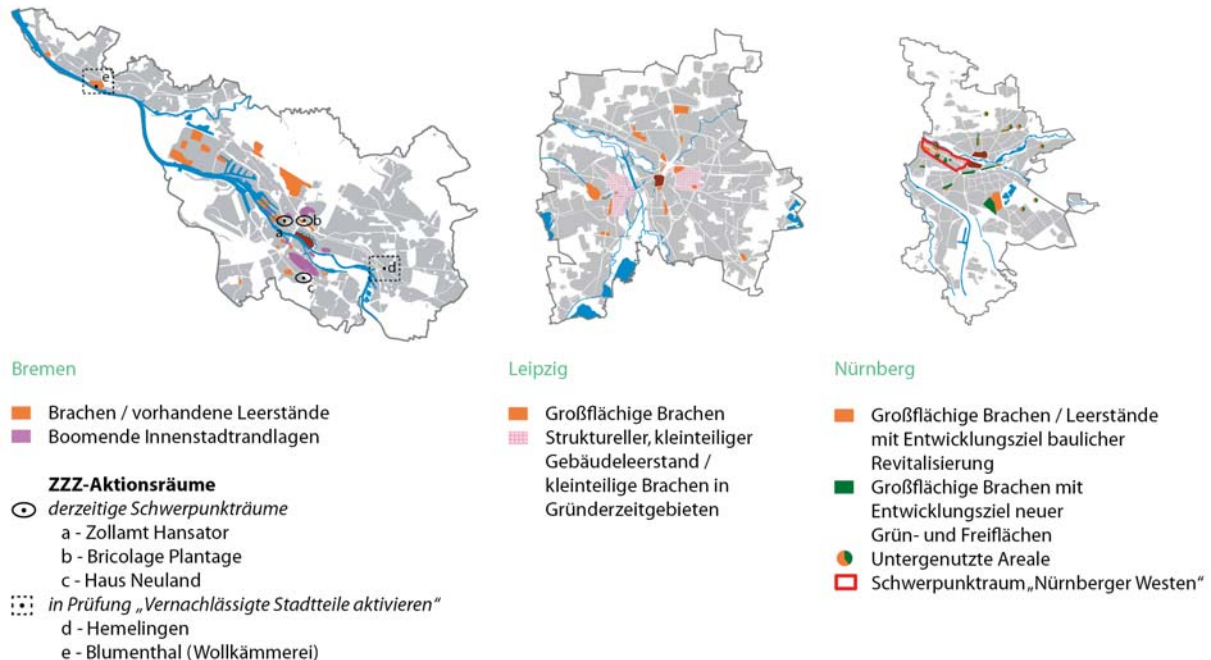 e
b
a
d
c
Bremen
Brachen / vorhandene Leerstände
Boomende Innenstadtrandlagen
ZZZ-Aktionsräume
derzeitige Schwerpunkträume
a - Zollamt Hansator
b - Bricolage Plantage
c - Haus Neuland
in Prüfung „Vernachlässigte Stadtteile aktivieren“
d - Hemelingen
e - Blumenthal (Wollkämmerei)
Leipzig
Großflächige Brachen
Struktureller, kleinteiliger
Gebäudeleerstand /
kleinteilige Brachen in
Gründerzeitgebieten
Nürnberg
Großflächige Brachen / Leerstände
mit Entwicklungsziel baulicher
Revitalisierung
Großflächige Brachen mit
Entwicklungsziel neuer
Grün- und Freiflächen
Untergenutzte Areale
Schwerpunktraum „Nürnberger Westen“